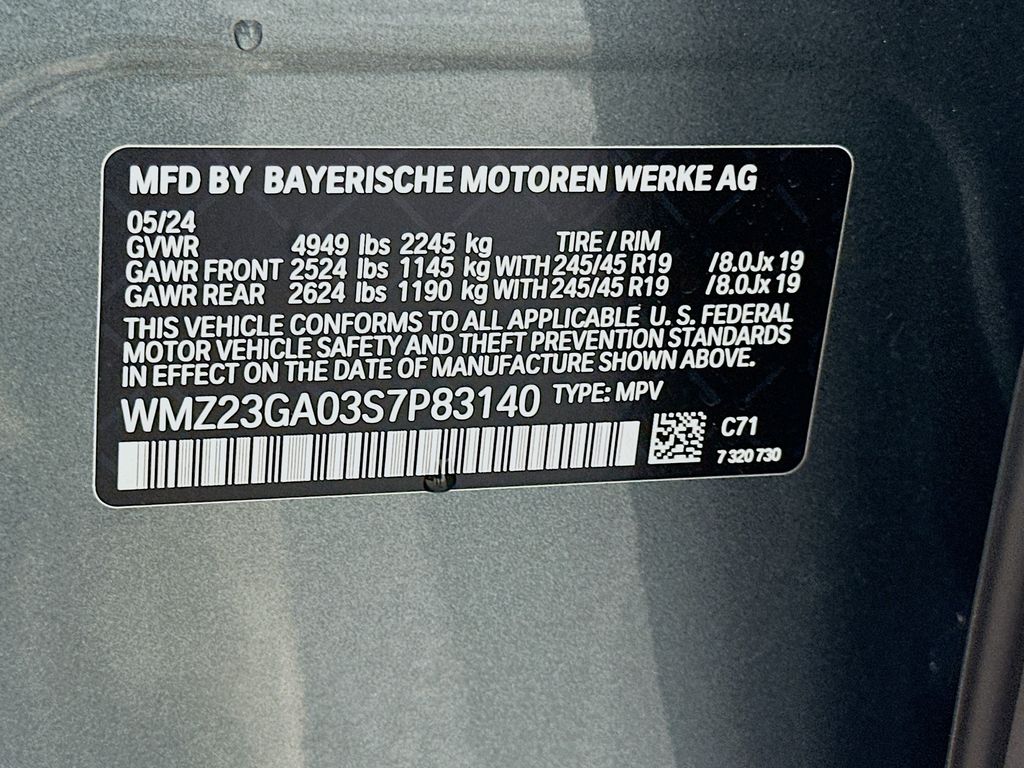 MFD BY BAYERISCHE MOTOREN WERKE AG
05/24
GVWR 4949 lbs 2245 kg TIRE / RIM
GAWR FRONT 2524 lbs 1145 kg WITH 245/45 R19 /8.0Jx 19
GAWR REAR 2624 lbs 1190 kg WITH 245/45 R19 /8.0Jx 19
THIS VEHICLE CONFORMS TO ALL APPLICABLE U. S. FEDERAL
MOTOR VEHICLE SAFETY AND THEFT PREVENTION STANDARDS
IN EFFECT ON THE DATE OF MANUFACTURE SHOWN ABOVE.
WMZ23GA03S7P83140 TYPE: MPV
C71
7 320 730